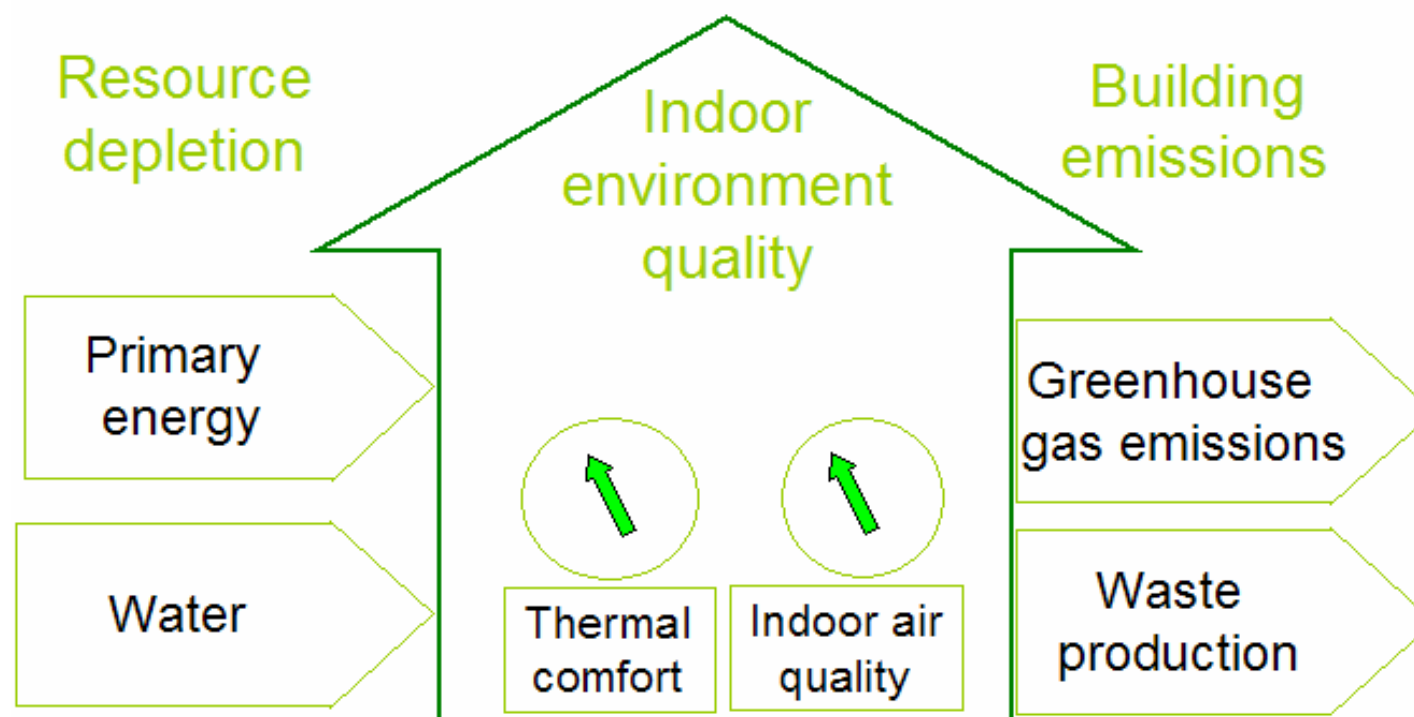 Resource
depletion
Indoor
environment
quality
Building
emissions
Primary
energy
Water
Thermal
comfort
Indoor air
quality
Greenhouse
gas emissions
Waste
production